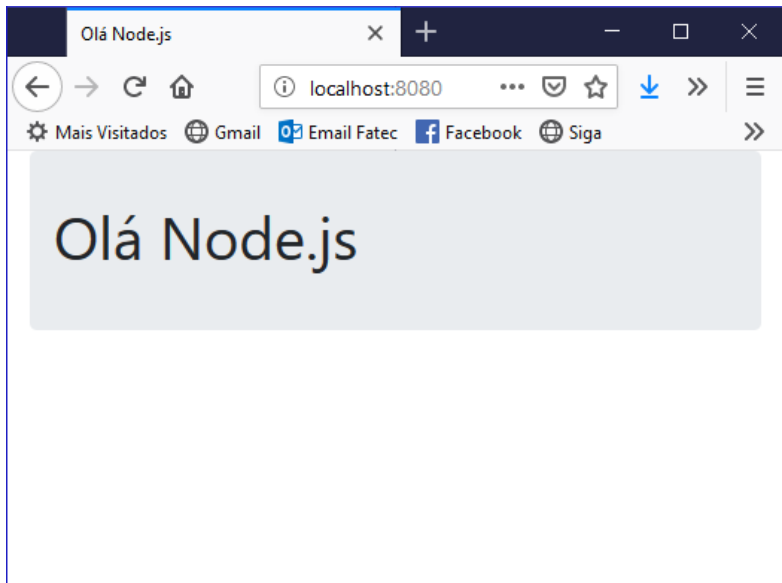 Olá Node.js
localhost:8080
Mais Visitados Gmail Email Fatec Facebook Siga
Olá Node.js